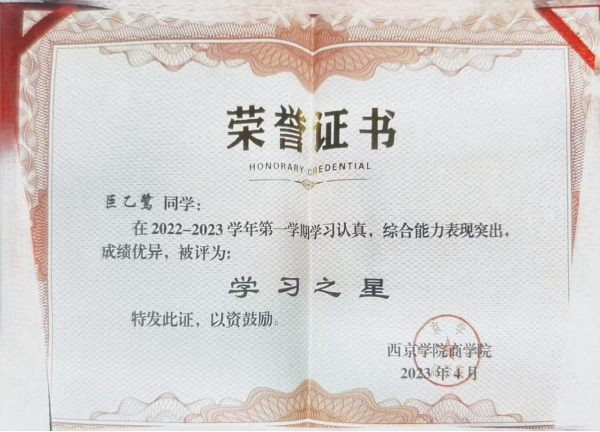 荣誉证书
HONORARY CREDENTIAL
巨乙鹭 同学：
在 2022-2023 学年第一学期学习认真，综合能力表现突出，
成绩优异，被评为：
学习之星
特发此证，以资鼓励。
西京学院商学院
2023 年 4 月